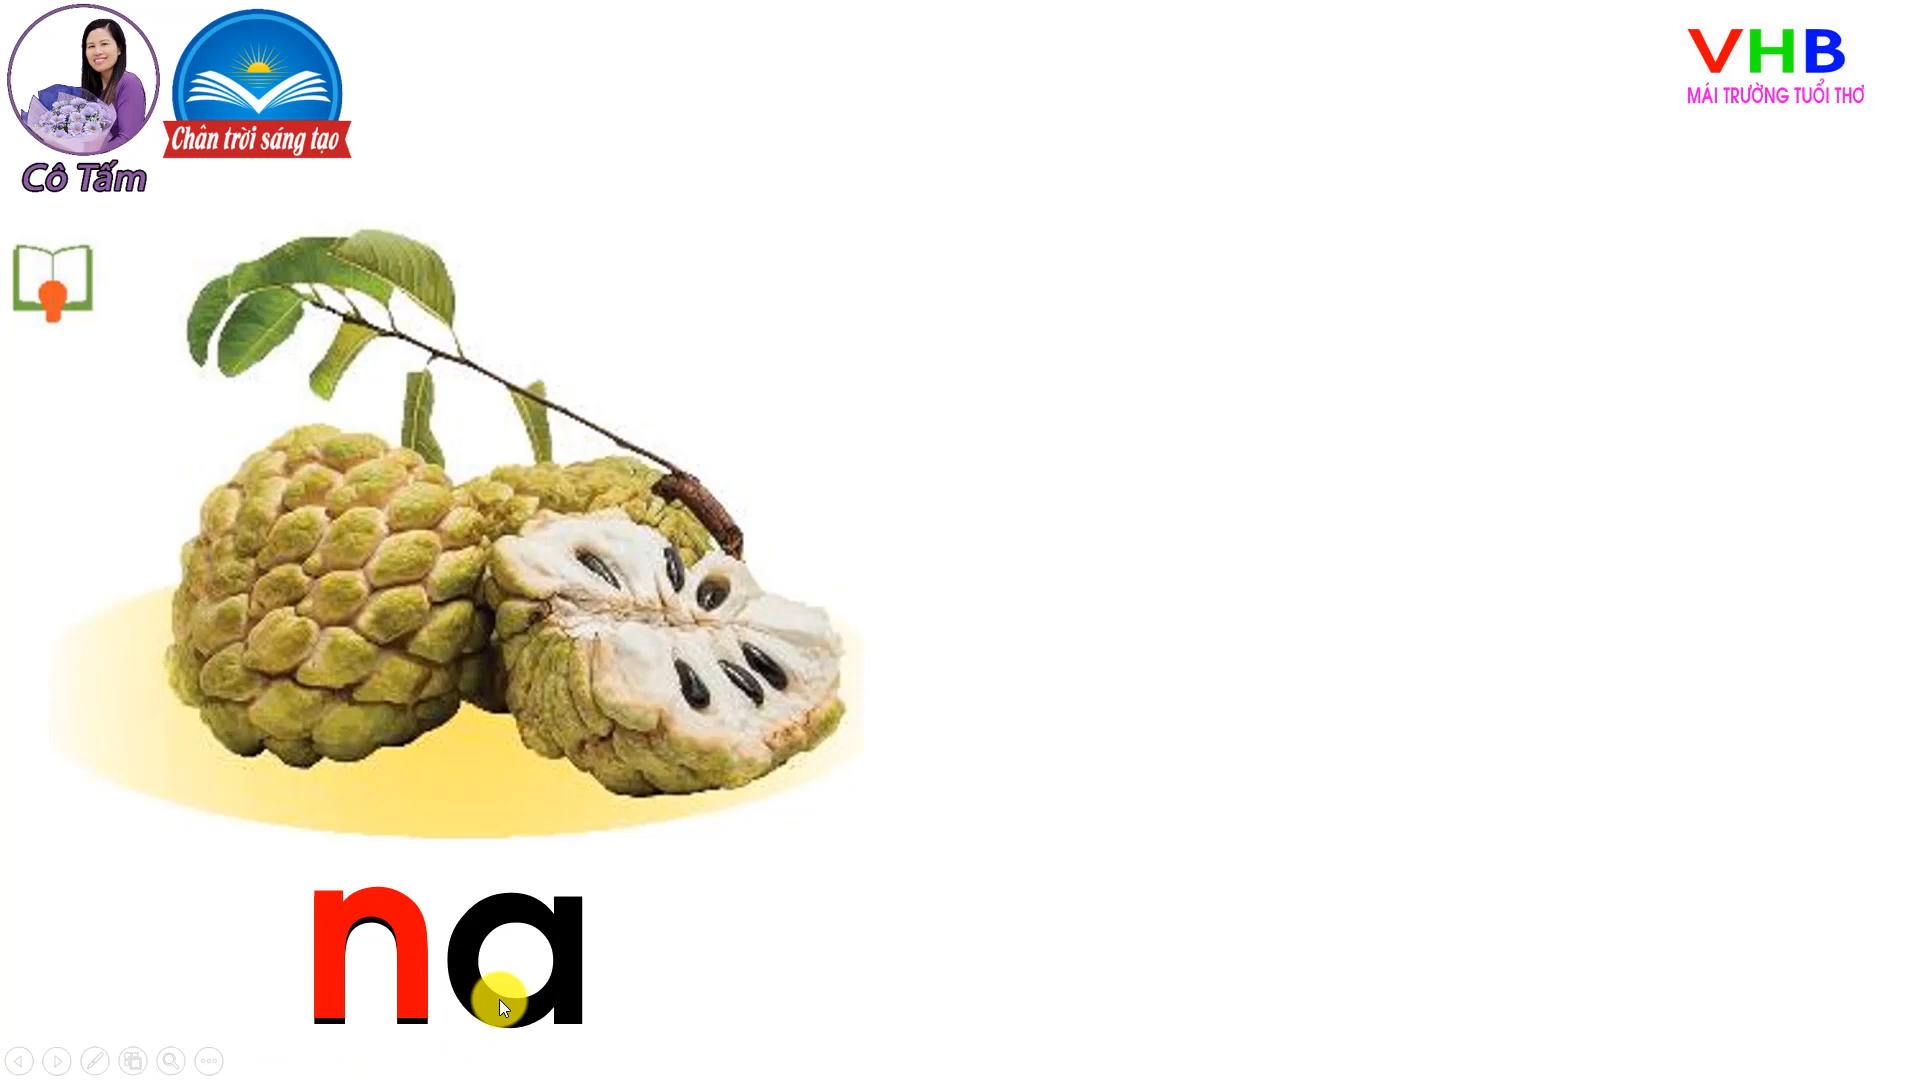 Cô Tấm
Chân trời sáng tạo
VHB
MÁI TRƯỜNG TUỔI THƠ
na